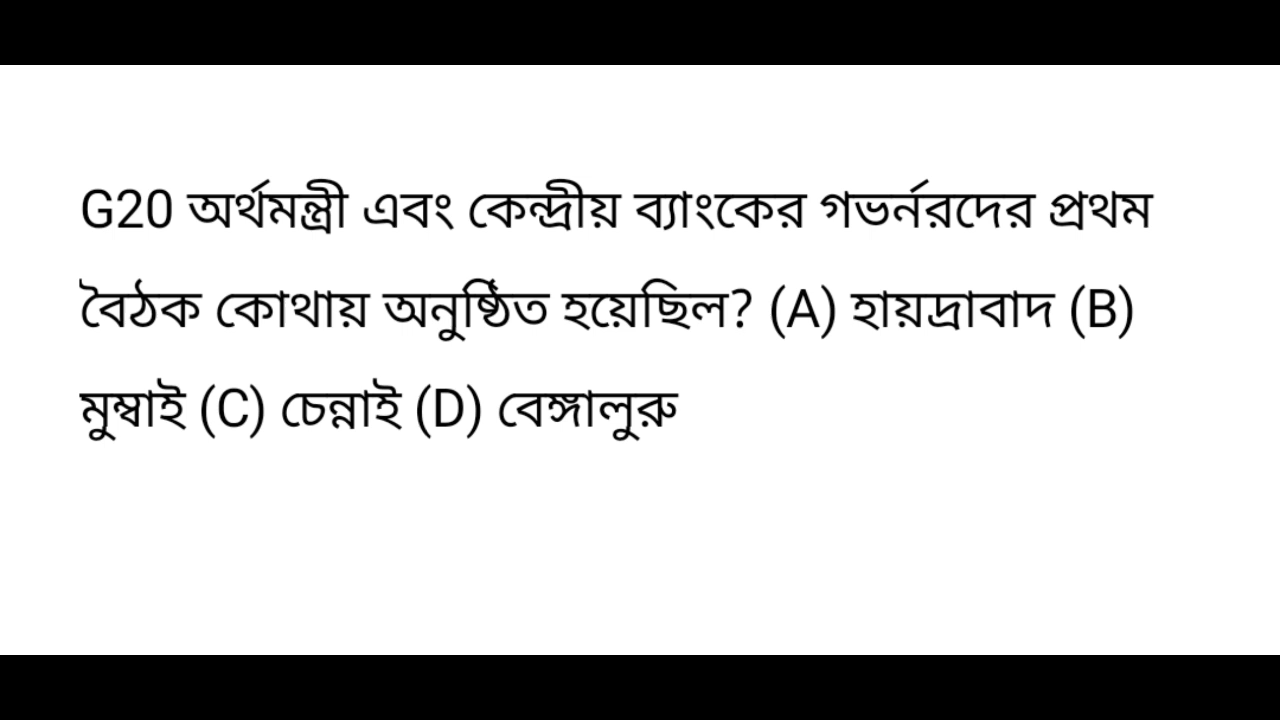 G20 অর্থমন্ত্রী এবং কেন্দ্রীয় ব্যাংকের গভর্নরদের প্রথম
বৈঠক কোথায় অনুষ্ঠিত হয়েছিল? (A) হায়দ্রাবাদ (B)
মুম্বাই (C) চেন্নাই (D) বেঙ্গালুরু